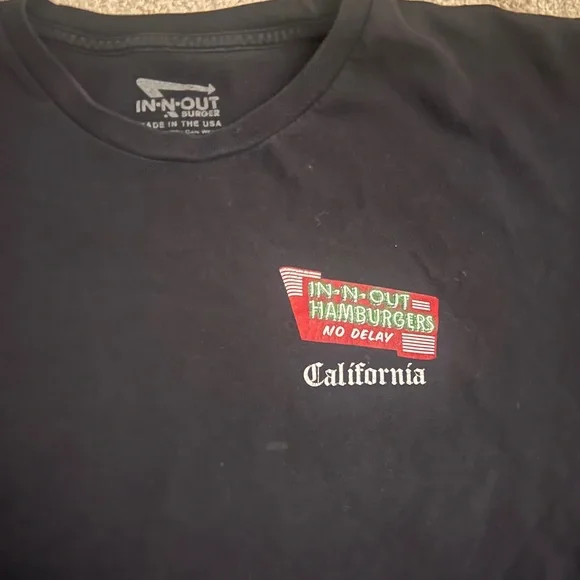 IN-N-OUT
BURGER
MADE IN THE USA
IN-N-OUT
HAMBURGERS
NO DELAY
California